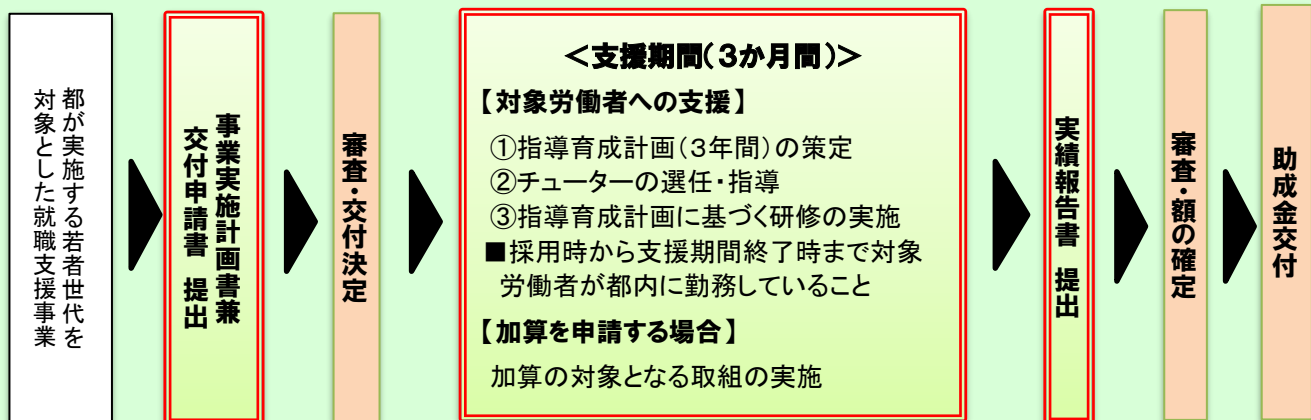 都が実施する若者世代を
対象とした就職支援事業
事業実施計画書兼
交付申請書 提出
審査・交付決定
＜支援期間（３か月間）＞
【対象労働者への支援】
①指導育成計画（３年間）の策定
②チューターの選任・指導
③指導育成計画に基づく研修の実施
■採用時から支援期間終了時まで対象
労働者が都内に勤務していること
【加算を申請する場合】
加算の対象となる取組の実施
実績報告書 提出
審査・額の確定
助成金交付